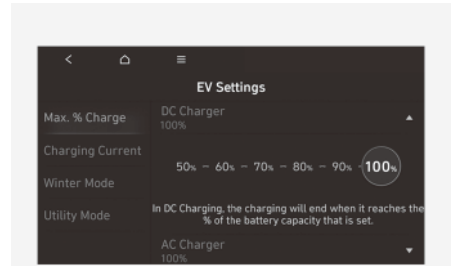 EV Settings
Max. % Charge
Charging Current
Winter Mode
Utility Mode
DC Charger
100%
50% - 60% - 70% - 80% - 90% - 100%
In DC Charging, the charging will end when it reaches the
% of the battery capacity that is set.
AC Charger
100%